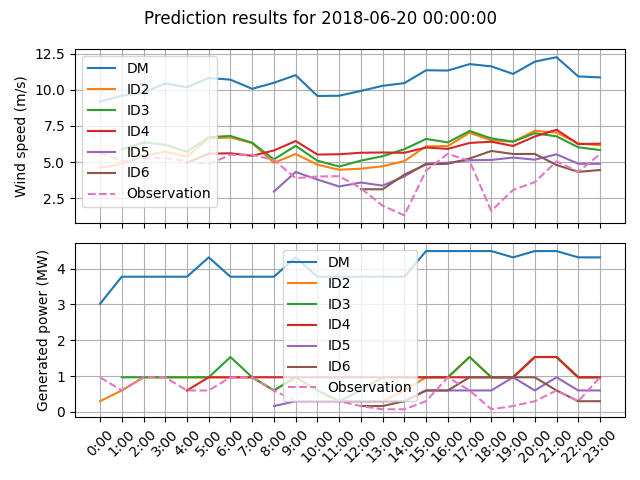 Prediction results for 2018-06-20 00:00:00
Wind speed (m/s)
12.5
10.0
7.5
5.0
2.5
DM
ID2
ID3
ID4
ID5
ID6
Observation
Generated power (MW)
4
3
2
1
0
DM
ID2
ID3
ID4
ID5
ID6
Observation
0:00
1:00
2:00
3:00
4:00
5:00
6:00
7:00
8:00
9:00
10:00
11:00
12:00
13:00
14:00
15:00
16:00
17:00
18:00
19:00
20:00
21:00
22:00
23:00